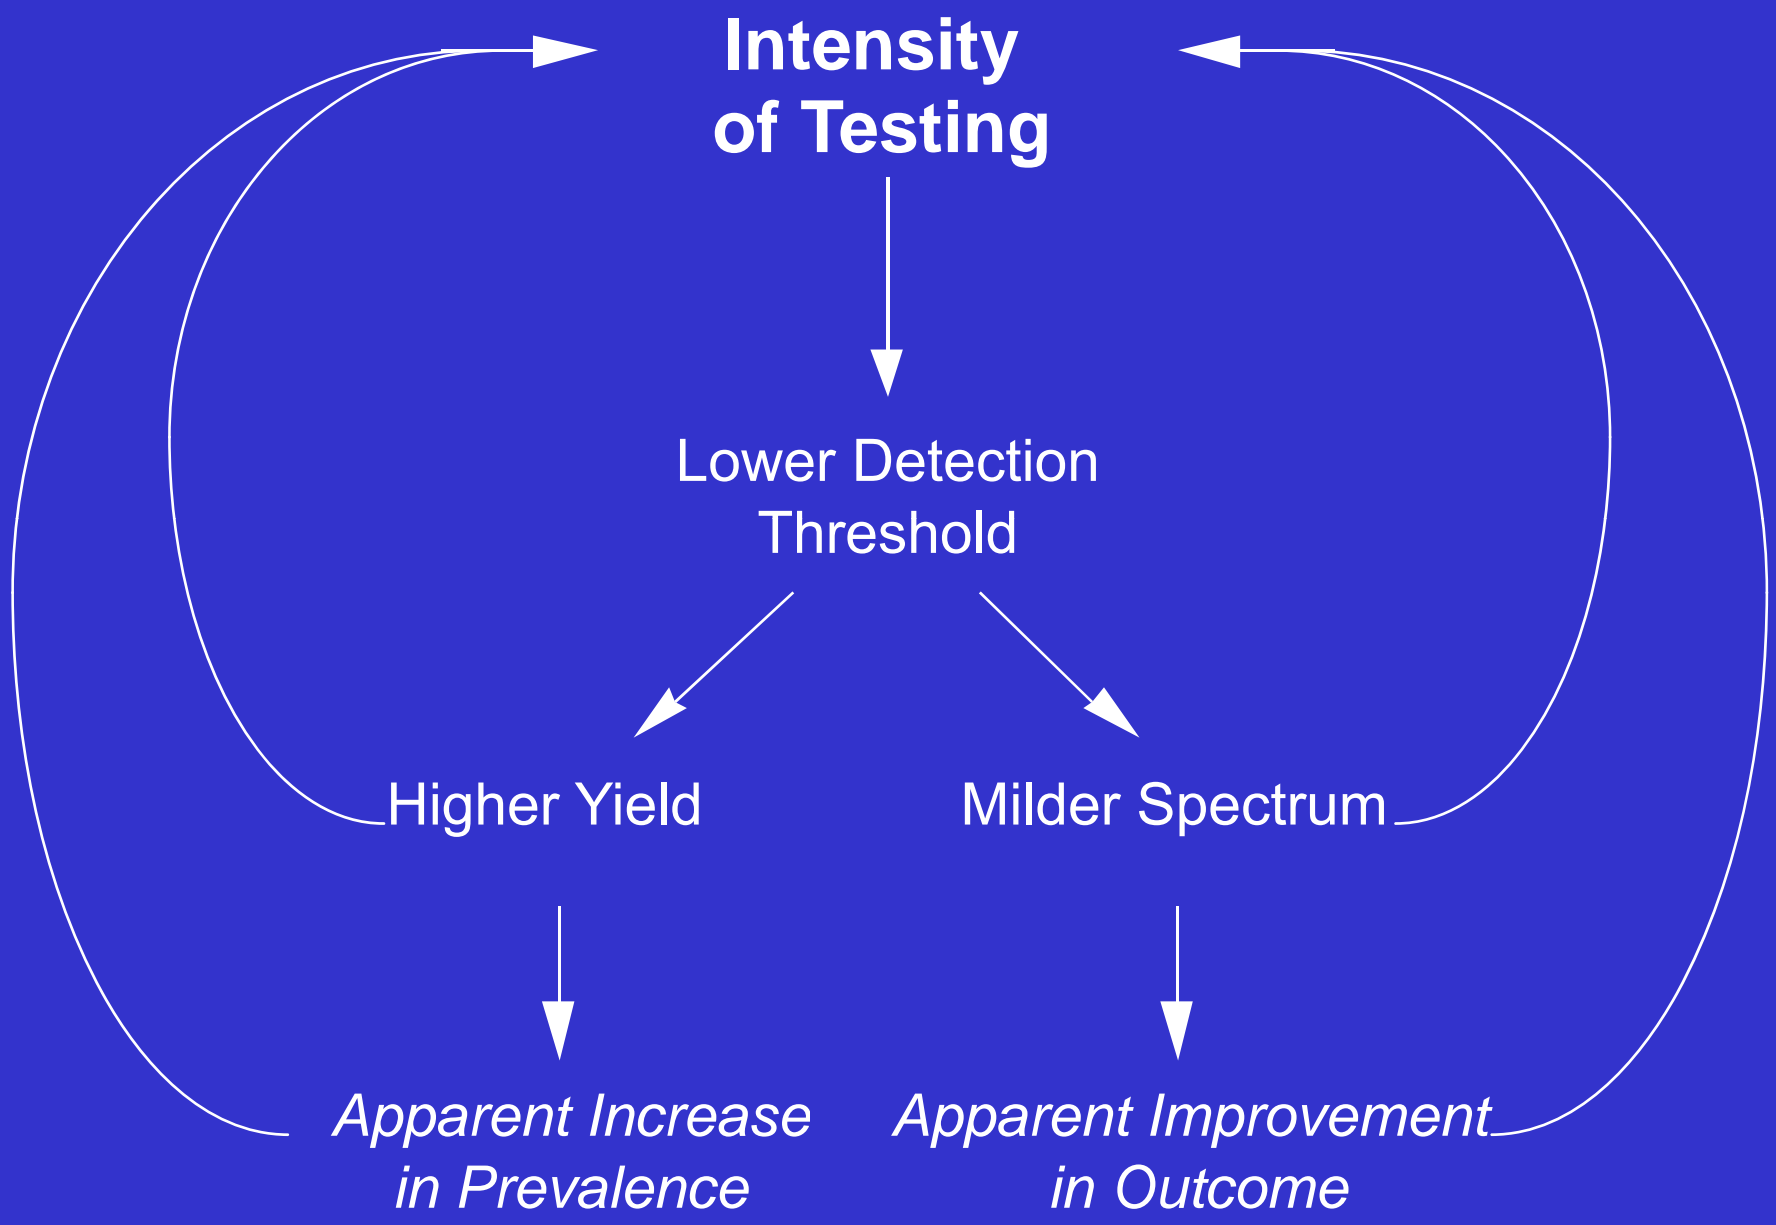 Intensity
of Testing
Lower Detection
Threshold
Higher Yield
Milder Spectrum
Apparent Increase
in Prevalence
Apparent Improvement
in Outcome